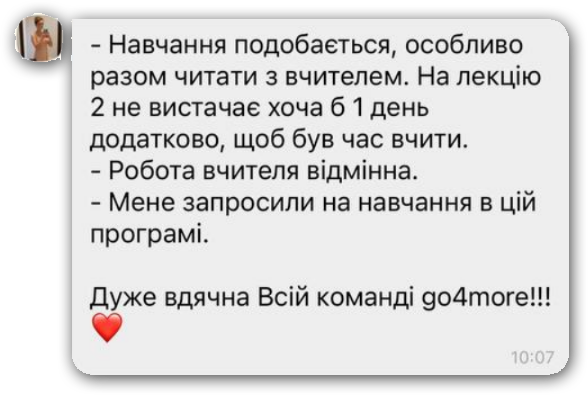 - Навчання подобається, особливо
разом читати з вчителем. На лекцію
2 не вистачає хоча б 1 день
додатково, щоб був час вчити.
- Робота вчителя відмінна.
- Мене запросили на навчання в цій
програмі.
Дуже вдячна Всій команді go4more!!!
❤️
10:07